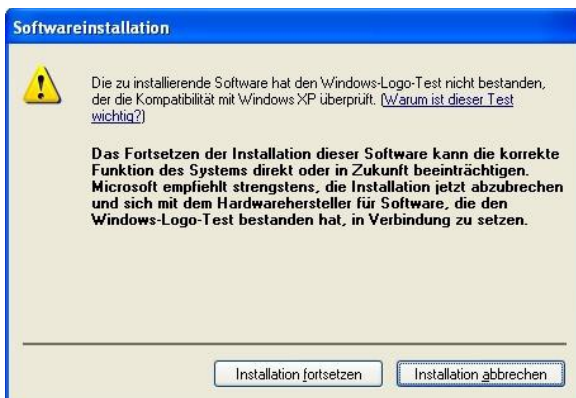 Softwareinstallation
Die zu installierende Software hat den Windows-Logo-Test nicht bestanden,
der die Kompatibilität mit Windows XP überprüft. (Warum ist dieser Test
wichtig?)
Das Fortsetzen der Installation dieser Software kann die korrekte
Funktion des Systems direkt oder in Zukunft beeinträchtigen.
Microsoft empfiehlt strengstens, die Installation jetzt abzubrechen
und sich mit dem Hardwarehersteller für Software, die den
Windows-Logo-Test bestanden hat, in Verbindung zu setzen.
Installation fortsetzen
Installation abbrechen